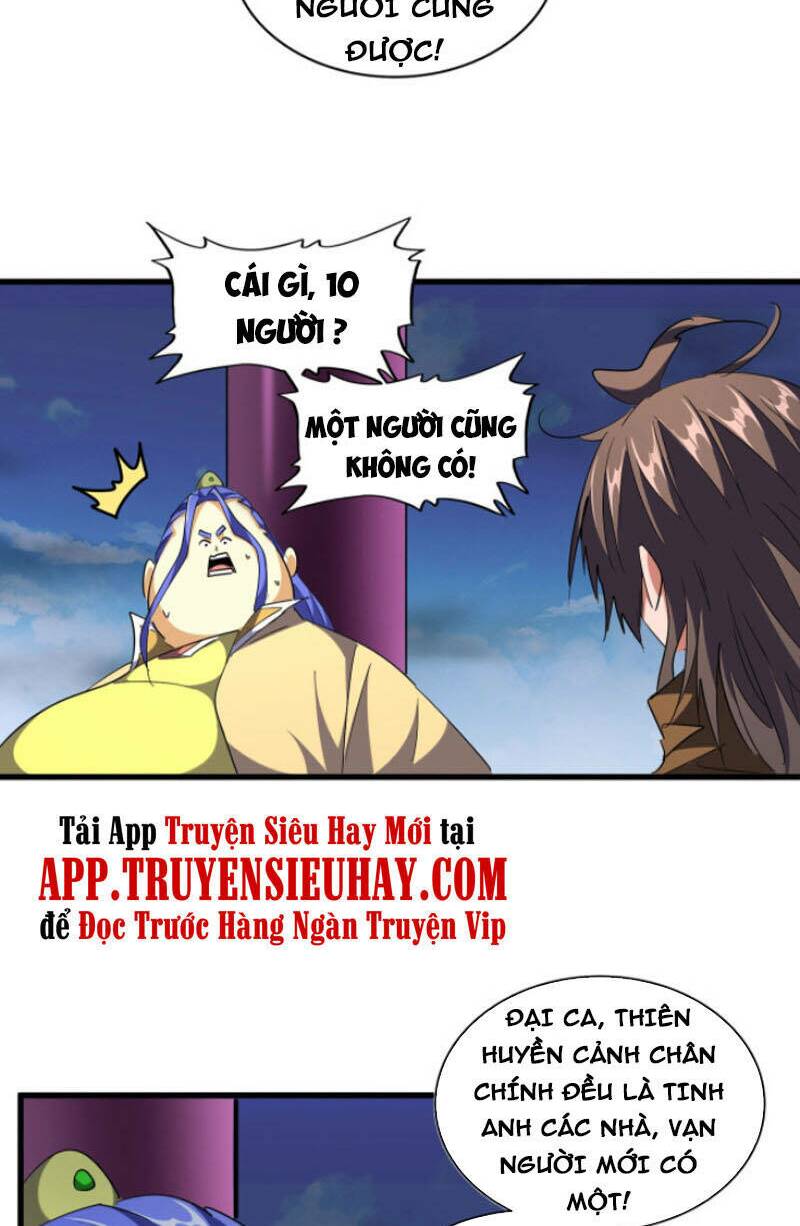 NGƯỜI CŨNG
ĐƯỢC!
CÁI GÌ, 10
NGƯỜI ?
MỘT NGƯỜI CŨNG
KHÔNG CÓ!
Tải App Truyện Siêu Hay Mới tại
APP.TRUYENSIEUHAY.COM
để Đọc Trước Hàng Ngàn Truyện Vip
ĐẠI CA, THIÊN
HUYỀN CẢNH CHÂN
CHÍNH ĐỀU LÀ TINH
ANH CÁC NHÀ, VẠN
NGƯỜI MỚI CÓ
MỘT!